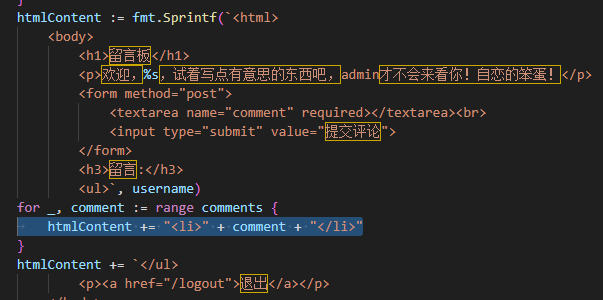 }
htmlContent := fmt.Sprintf(`<html>
<body>
<h1>留言板</h1>
<p>欢迎，%s，试着写点有意思的东西吧，admin才不会来看你！自恋的笨蛋！</p>
<form method="post">
<textarea name="comment" required></textarea><br>
<input type="submit" value="提交评论">
</form>
<h3>留言:</h3>
<ul>`, username)
for _, comment := range comments {
htmlContent += "<li>" + comment + "</li>"
}
htmlContent += `</ul>
<p><a href="/logout">退出</a></p>
</body>